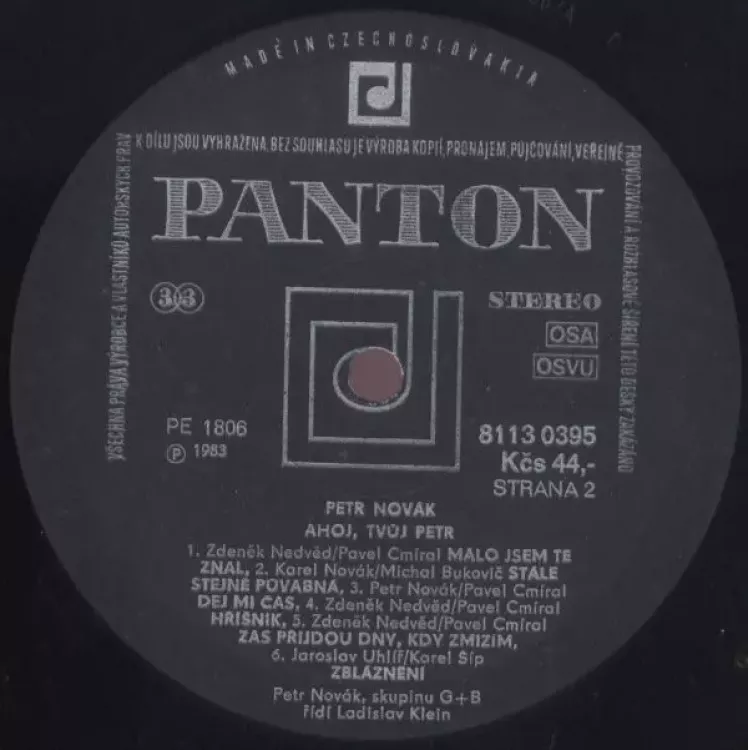 MADE IN CZECHOSLOVAKIA
VŠECHNA PRÁVA VÝROBCE A VLASTNÍKŮ AUTORSKÝCH PRÁV
K DÍLU JSOU VYHRAŽENA. BEZ SOUHLASU JE VÝROBA KOPIÍ, PRONÁJEM, PŮJČOVÁNÍ, VEŘEJNÉ
PROVOZOVÁNÍ A ROZHLASOVÉ ŠÍŘENÍ TÉTO DESKY ZAKÁZÁNO
PANTON
33
STEREO
OSA
OSVU
PE 1806
℗ 1983
8113 0395
Kčs 44,-
STRANA 2
PETR NOVÁK
AHOJ, TVŮJ PETR
1. Zdeněk Nedvěd/Pavel Cmíral MÁLO JSEM TĚ
ZNAL, 2. Karel Novák/Michal Bukovič STÁLE
STEJNĚ PŮVABNÁ, 3. Petr Novák/Pavel Cmíral
DEJ MI ČAS, 4. Zdeněk Nedvěd/Pavel Cmíral
HŘÍŠNÍK, 5. Zdeněk Nedvěd/Pavel Cmíral
ZAS PŘIJDOU DNY, KDY ZMIZÍM,
6. Jaroslav Uhlíř/Karel Šíp
ZBLÁZNĚNÍ
Petr Novák, skupinu G+B
řídí Ladislav Klein